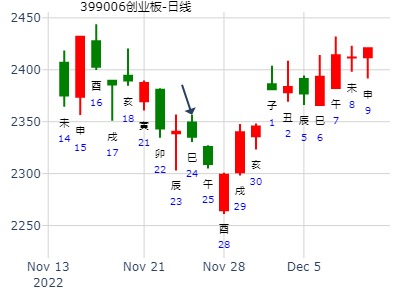 399006创业板-日线
2450
2400
2350
2300
2250
未
14
申
15
酉
16
戌
17
亥
18
寅
21
卯
22
辰
23
巳
24
午
25
酉
28
戌
29
亥
30
子
1
丑
2
辰
5
巳
6
午
7
未
8
申
9
Nov 13
2022
Nov 21
Nov 28
Dec 5